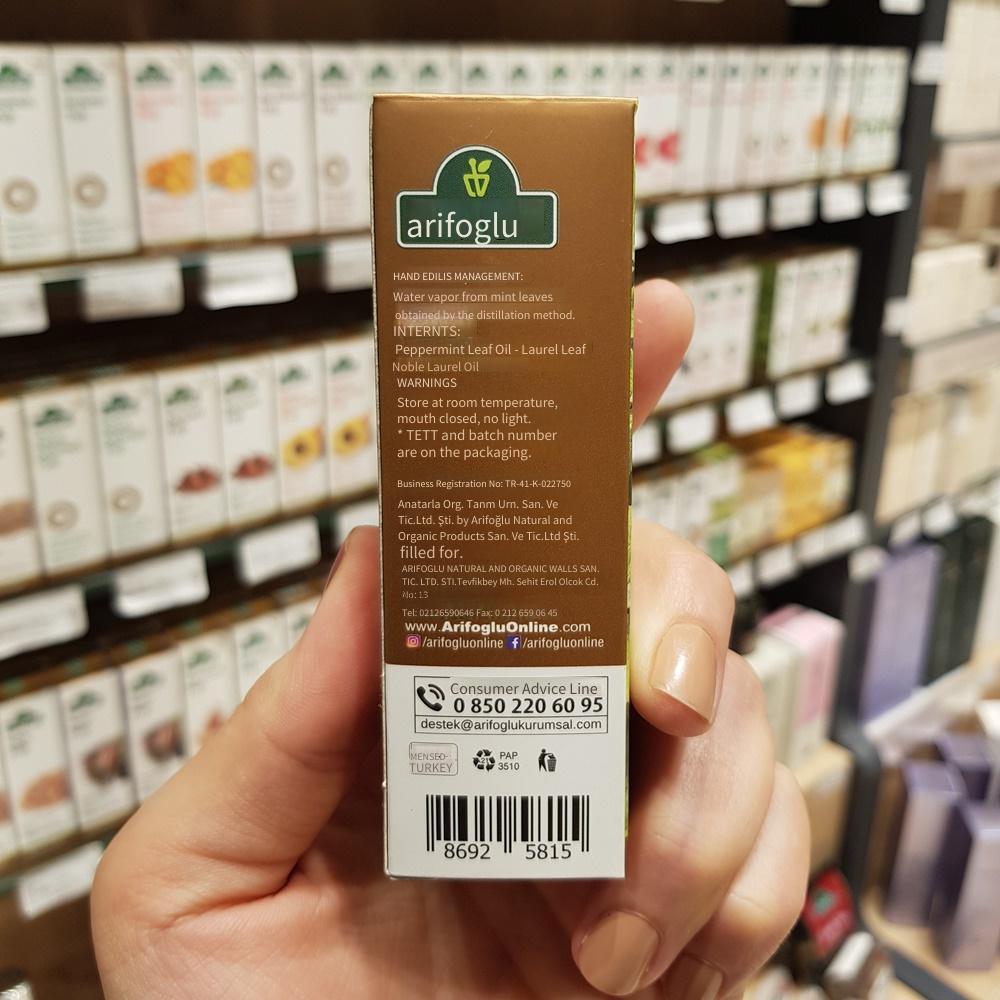 arifoglu
HAND EDILIS MANAGEMENT:
Water vapor from mint leaves
obtained by the distillation method.
INTERNTS:
Peppermint Leaf Oil - Laurel Leaf
Noble Laurel Oil
WARNINGS
Store at room temperature,
mouth closed, no light.
* TETT and batch number
are on the packaging.
Business Registration No: TR-41-K-022750
Anatarla Org. Tanm Urn. San. Ve
Tic.Ltd. Şti. by Arifoğlu Natural and
Organic Products San. Ve Tic.Ltd Şti.
filled for.
ARIFOGLU NATURAL AND ORGANIC WALLS SAN.
TIC. LTD. STI.Tevfikbey Mh. Sehit Erol Olcok Cd.
No: 13
Tel: 02126590646 Fax: 0 212 659 06 45
www.ArifogluOnline.com
/arifogluonline /arifogluonline
Consumer Advice Line
0 850 220 60 95
destek@arifoglukurumsal.com
MENSEÐ:
TURKEY
21 PAP
3510
8692 5815